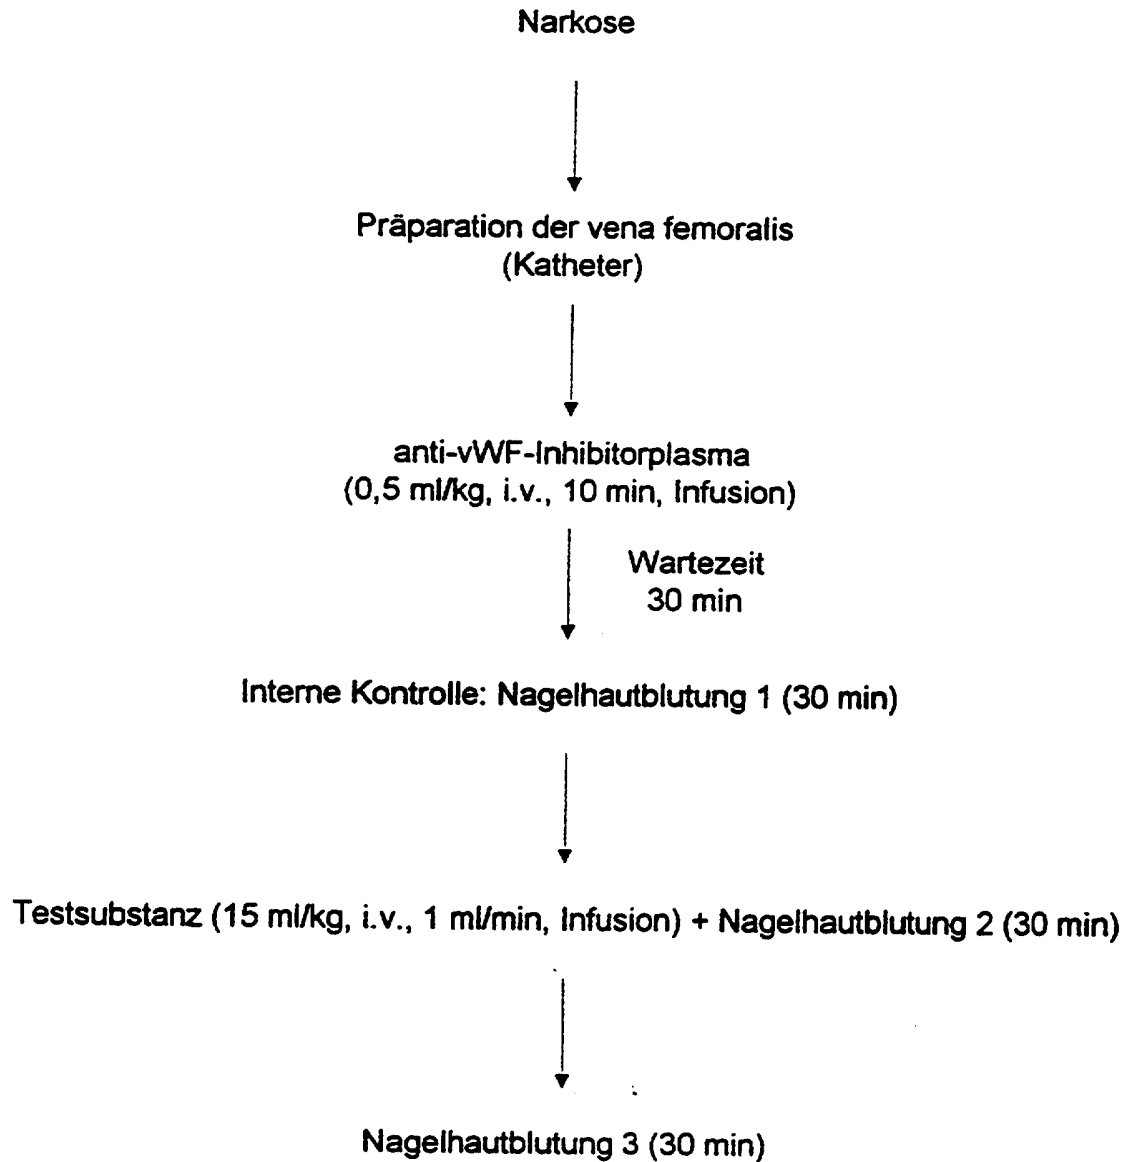 Narkose
Präparation der vena femoralis
(Katheter)
anti-vWF-Inhibitorplasma
(0,5 ml/kg, i.v., 10 min, Infusion)
Wartezeit
30 min
Interne Kontrolle: Nagelhautblutung 1 (30 min)
Testsubstanz (15 ml/kg, i.v., 1 ml/min, Infusion) + Nagelhautblutung 2 (30 min)
Nagelhautblutung 3 (30 min)